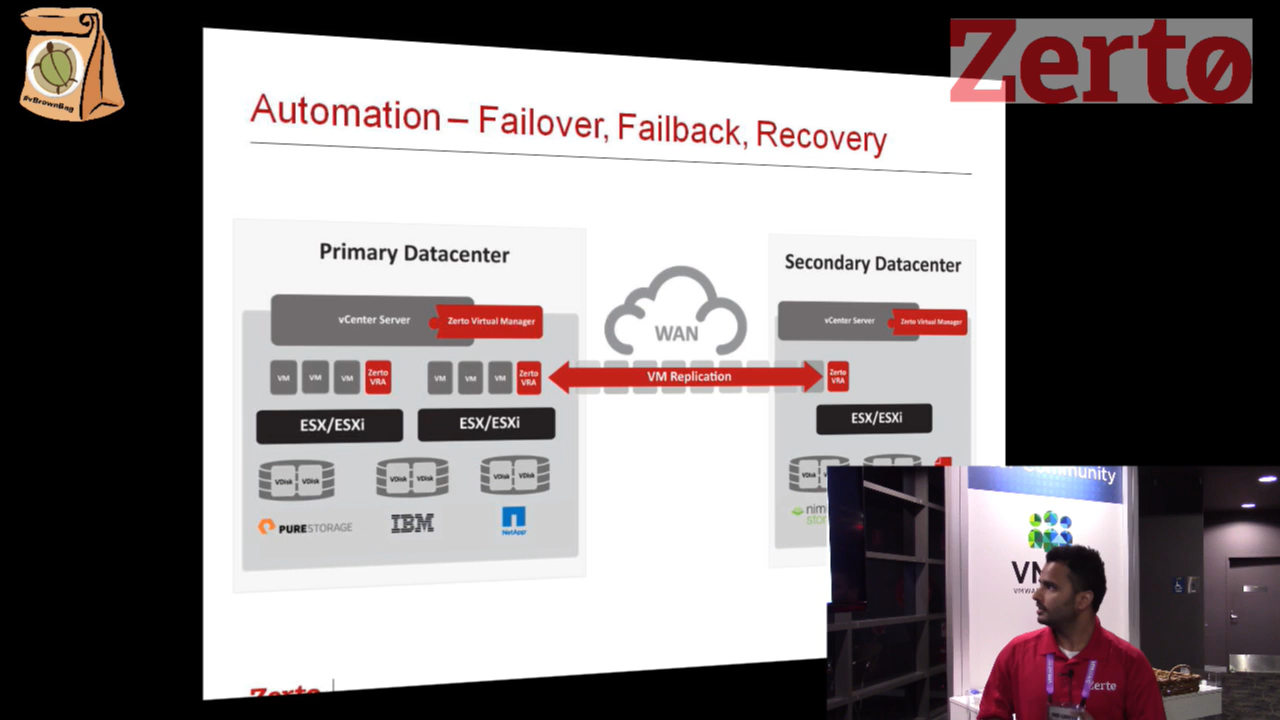 #vBrownBag
Zerto
Automation – Failover, Failback, Recovery
Primary Datacenter
Secondary Datacenter
vCenter Server
Zerto Virtual Manager
vCenter Server
Zerto Virtual Manager
WAN
VM
VM
VM
Zerto
VRA
VM
VM
VM
Zerto
VRA
VM Replication
Zerto
VRA
ESX/ESXi
ESX/ESXi
ESX/ESXi
VDisk
VDisk
VDisk
VDisk
VDisk
VDisk
VDisk
VDisk
PURESTORAGE
IBM
NetApp
Zerto
Zerto